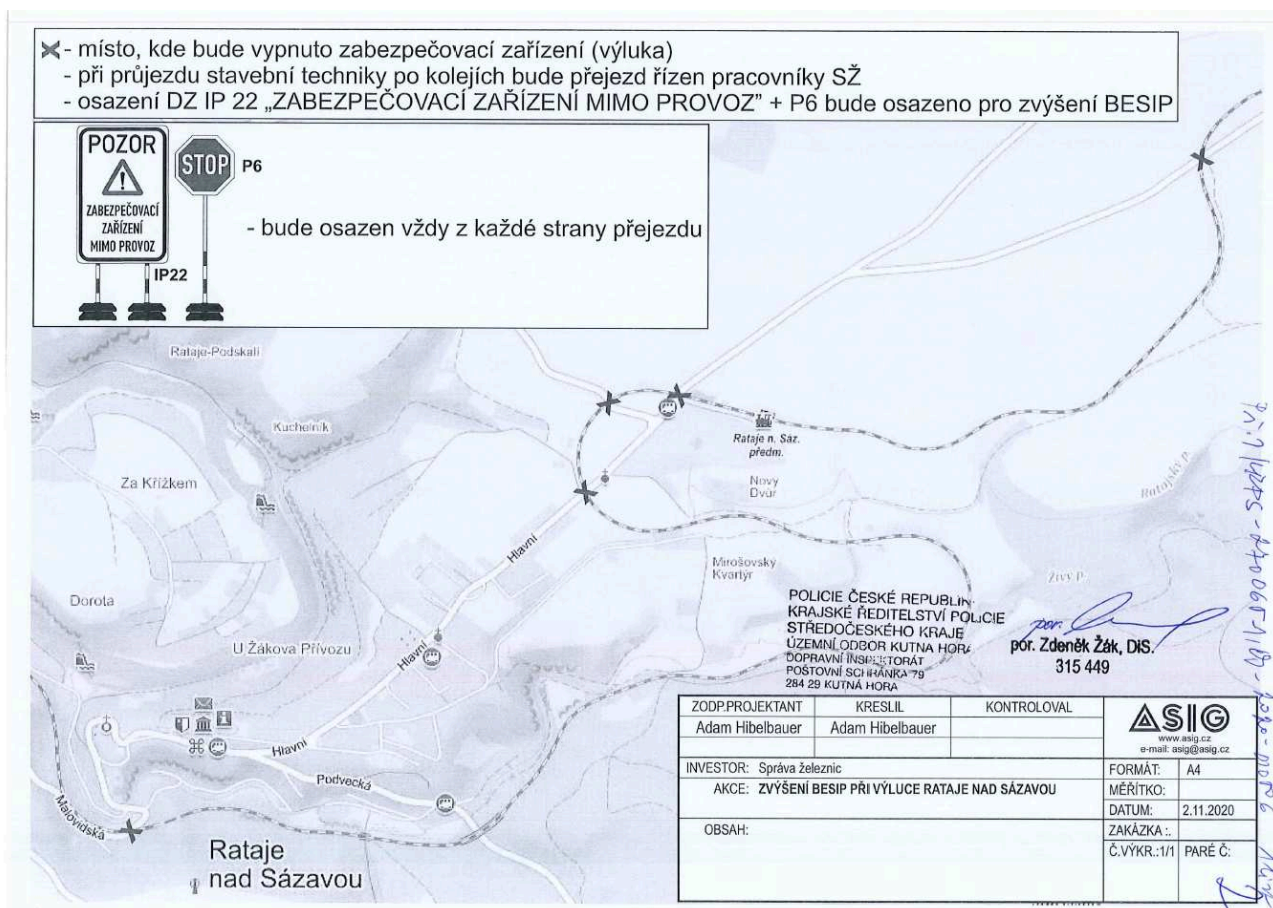 - místo, kde bude vypnuto zabezpečovací zařízení (výluka)
- při průjezdu stavební techniky po kolejích bude přejezd řízen pracovníky SŽ
- osazení DZ IP 22 „ZABEZPEČOVACÍ ZAŘÍZENÍ MIMO PROVOZ" + P6 bude osazeno pro zvýšení BESIP
POZOR
ZABEZPEČOVACÍ
ZAŘÍZENÍ
MIMO PROVOZ
IP22
STOP
P6
- bude osazen vždy z každé strany přejezdu
Rataje-Podskalí
Kuchelník
Za Křížkem
Dorota
U Žákova Přívozu
Rataje n. Sáz.
předm.
Nový
Dvůr
Mirošovský
Kvartýr
Ratajský p.
Živý p.
Hlavní
Hlavní
Hlavní
Podvecká
Malovidská
Rataje
nad Sázavou
POLICIE ČESKÉ REPUBLIKY
KRAJSKÉ ŘEDITELSTVÍ POLICIE
STŘEDOČESKÉHO KRAJE
ÚZEMNÍ ODBOR KUTNÁ HORA
DOPRAVNÍ INSPEKTORÁT
POŠTOVNÍ SCHRÁNKA 79
284 29 KUTNÁ HORA
por.
por. Zdeněk Žák, DiS.
315 449
ZODP.PROJEKTANT KRESLIL KONTROLOVAL
Adam Hibelbauer Adam Hibelbauer
ASIG
www.asig.cz
e-mail: asig@asig.cz
INVESTOR: Správa železnic
AKCE: ZVÝŠENÍ BESIP PŘI VÝLUCE RATAJE NAD SÁZAVOU
OBSAH:
FORMÁT: A4
MĚŘÍTKO:
DATUM: 2.11.2020
ZAKÁZKA :.
Č.VÝKR.:1/1 PARÉ Č: